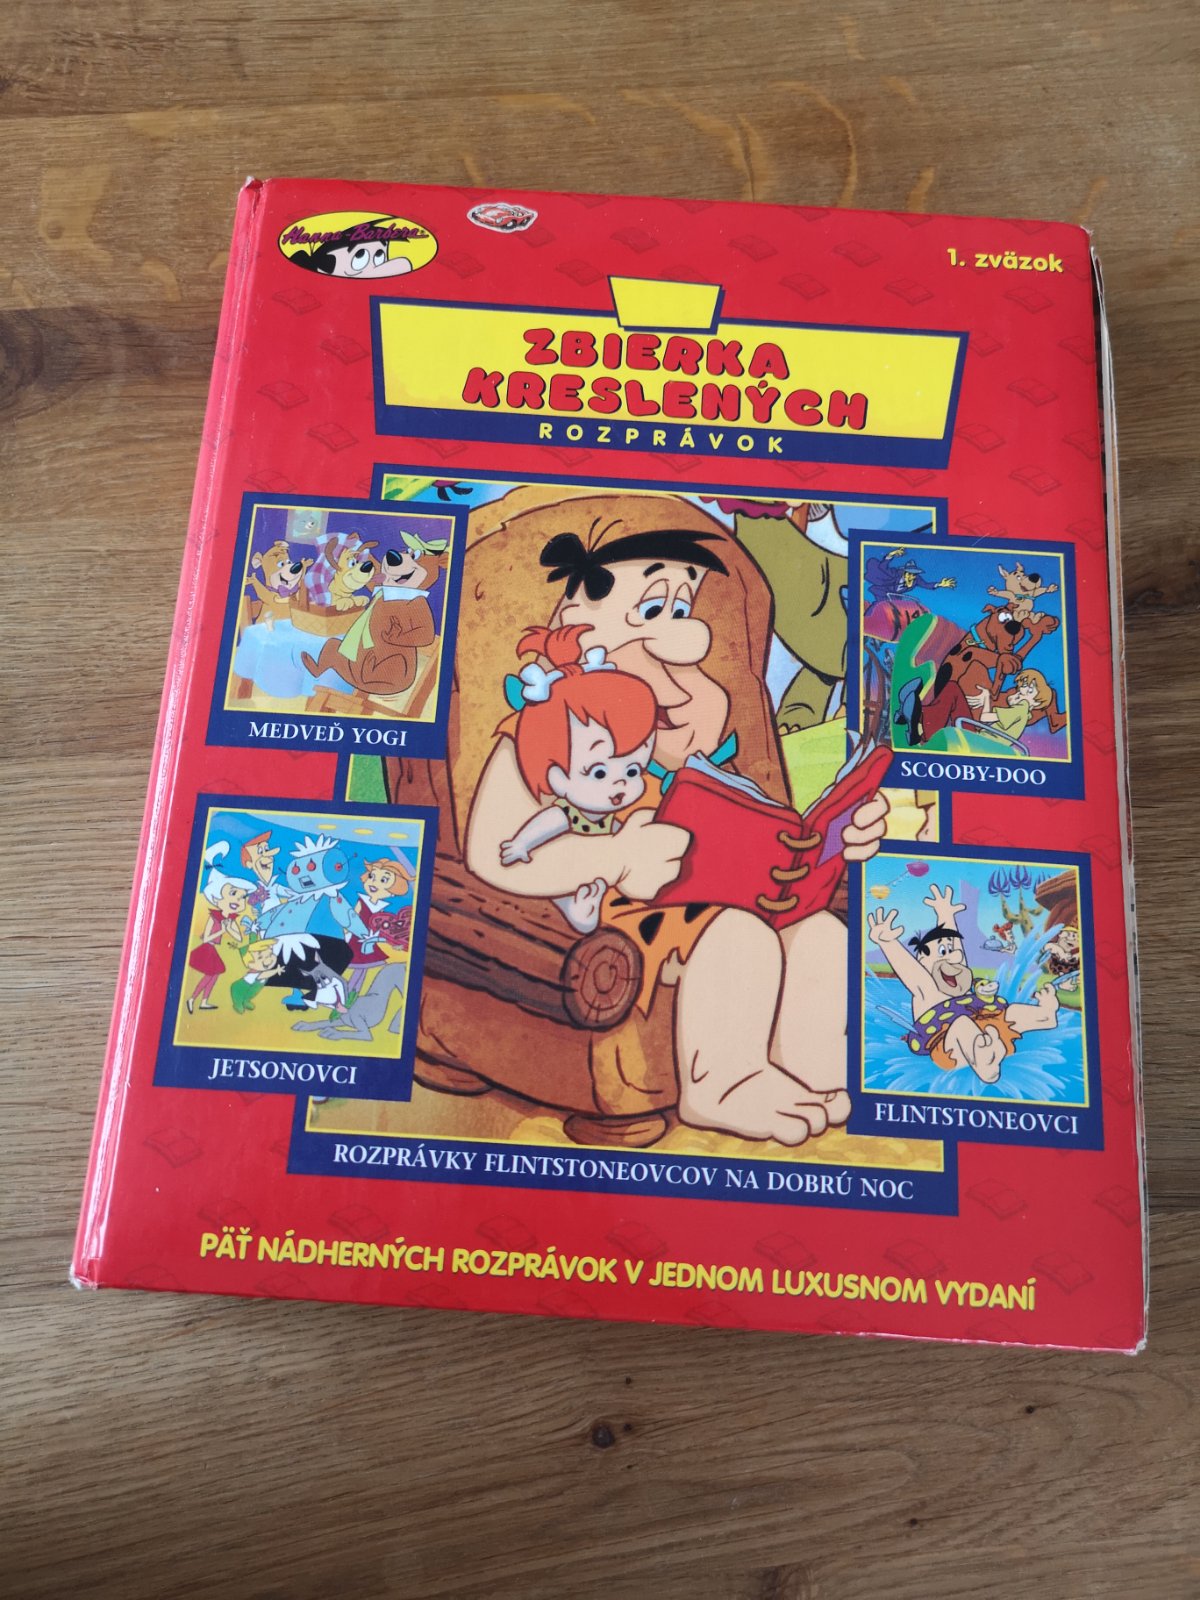 Hanna-Barbera
1. zväzok
ZBIERKA
KRESLENÝCH
ROZPRÁVOK
MEDVEĎ YOGI
SCOOBY-DOO
JETSONOVCI
FLINTSTONEOVCI
ROZPRÁVKY FLINTSTONEOVCOV NA DOBRÚ NOC
PÄŤ NÁDHERNÝCH ROZPRÁVOK V JEDNOM LUXUSNOM VYDANÍ